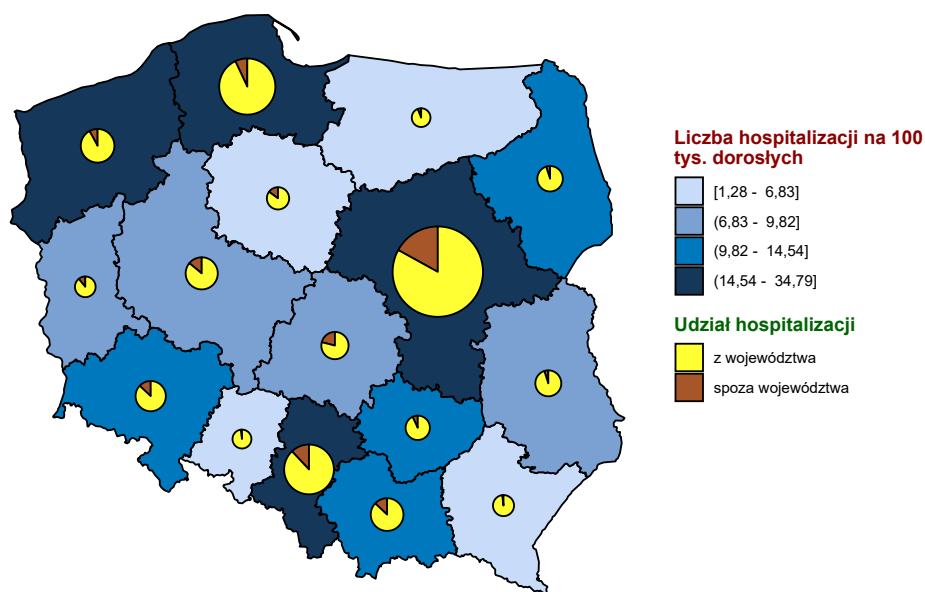 Liczba hospitalizacji na 100
tys. dorosłych
[1,28 - 6,83]
(6,83 - 9,82]
(9,82 - 14,54]
(14,54 - 34,79]
Udział hospitalizacji
z województwa
spoza województwa